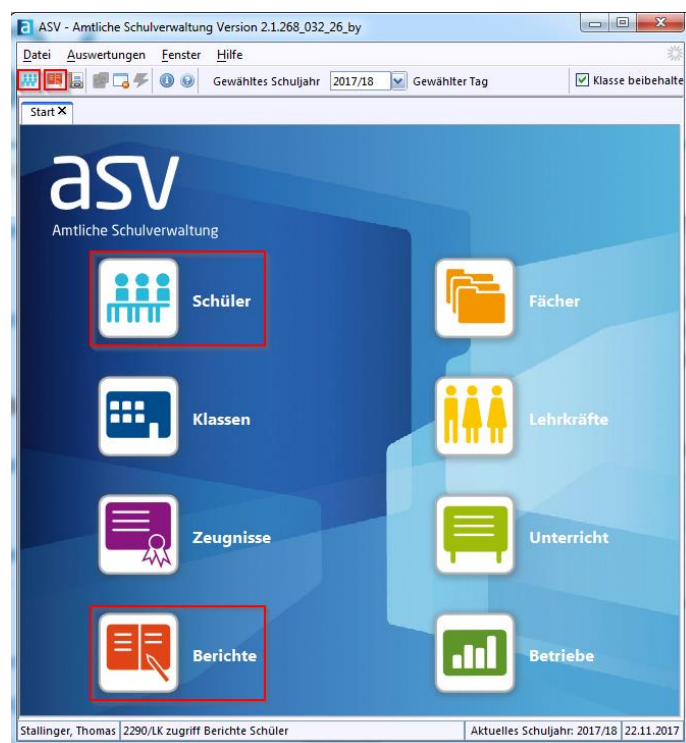 ASV - Amtliche Schulverwaltung Version 2.1.268_032_26_by
Datei Auswertungen Fenster Hilfe
Gewähltes Schuljahr 2017/18 Gewählter Tag Klasse beibehalte
Start
asv
Amtliche Schulverwaltung
Schüler Fächer
Klassen Lehrkräfte
Zeugnisse Unterricht
Berichte Betriebe
Stallinger, Thomas 2290/LK zugriff Berichte Schüler Aktuelles Schuljahr: 2017/18 22.11.2017